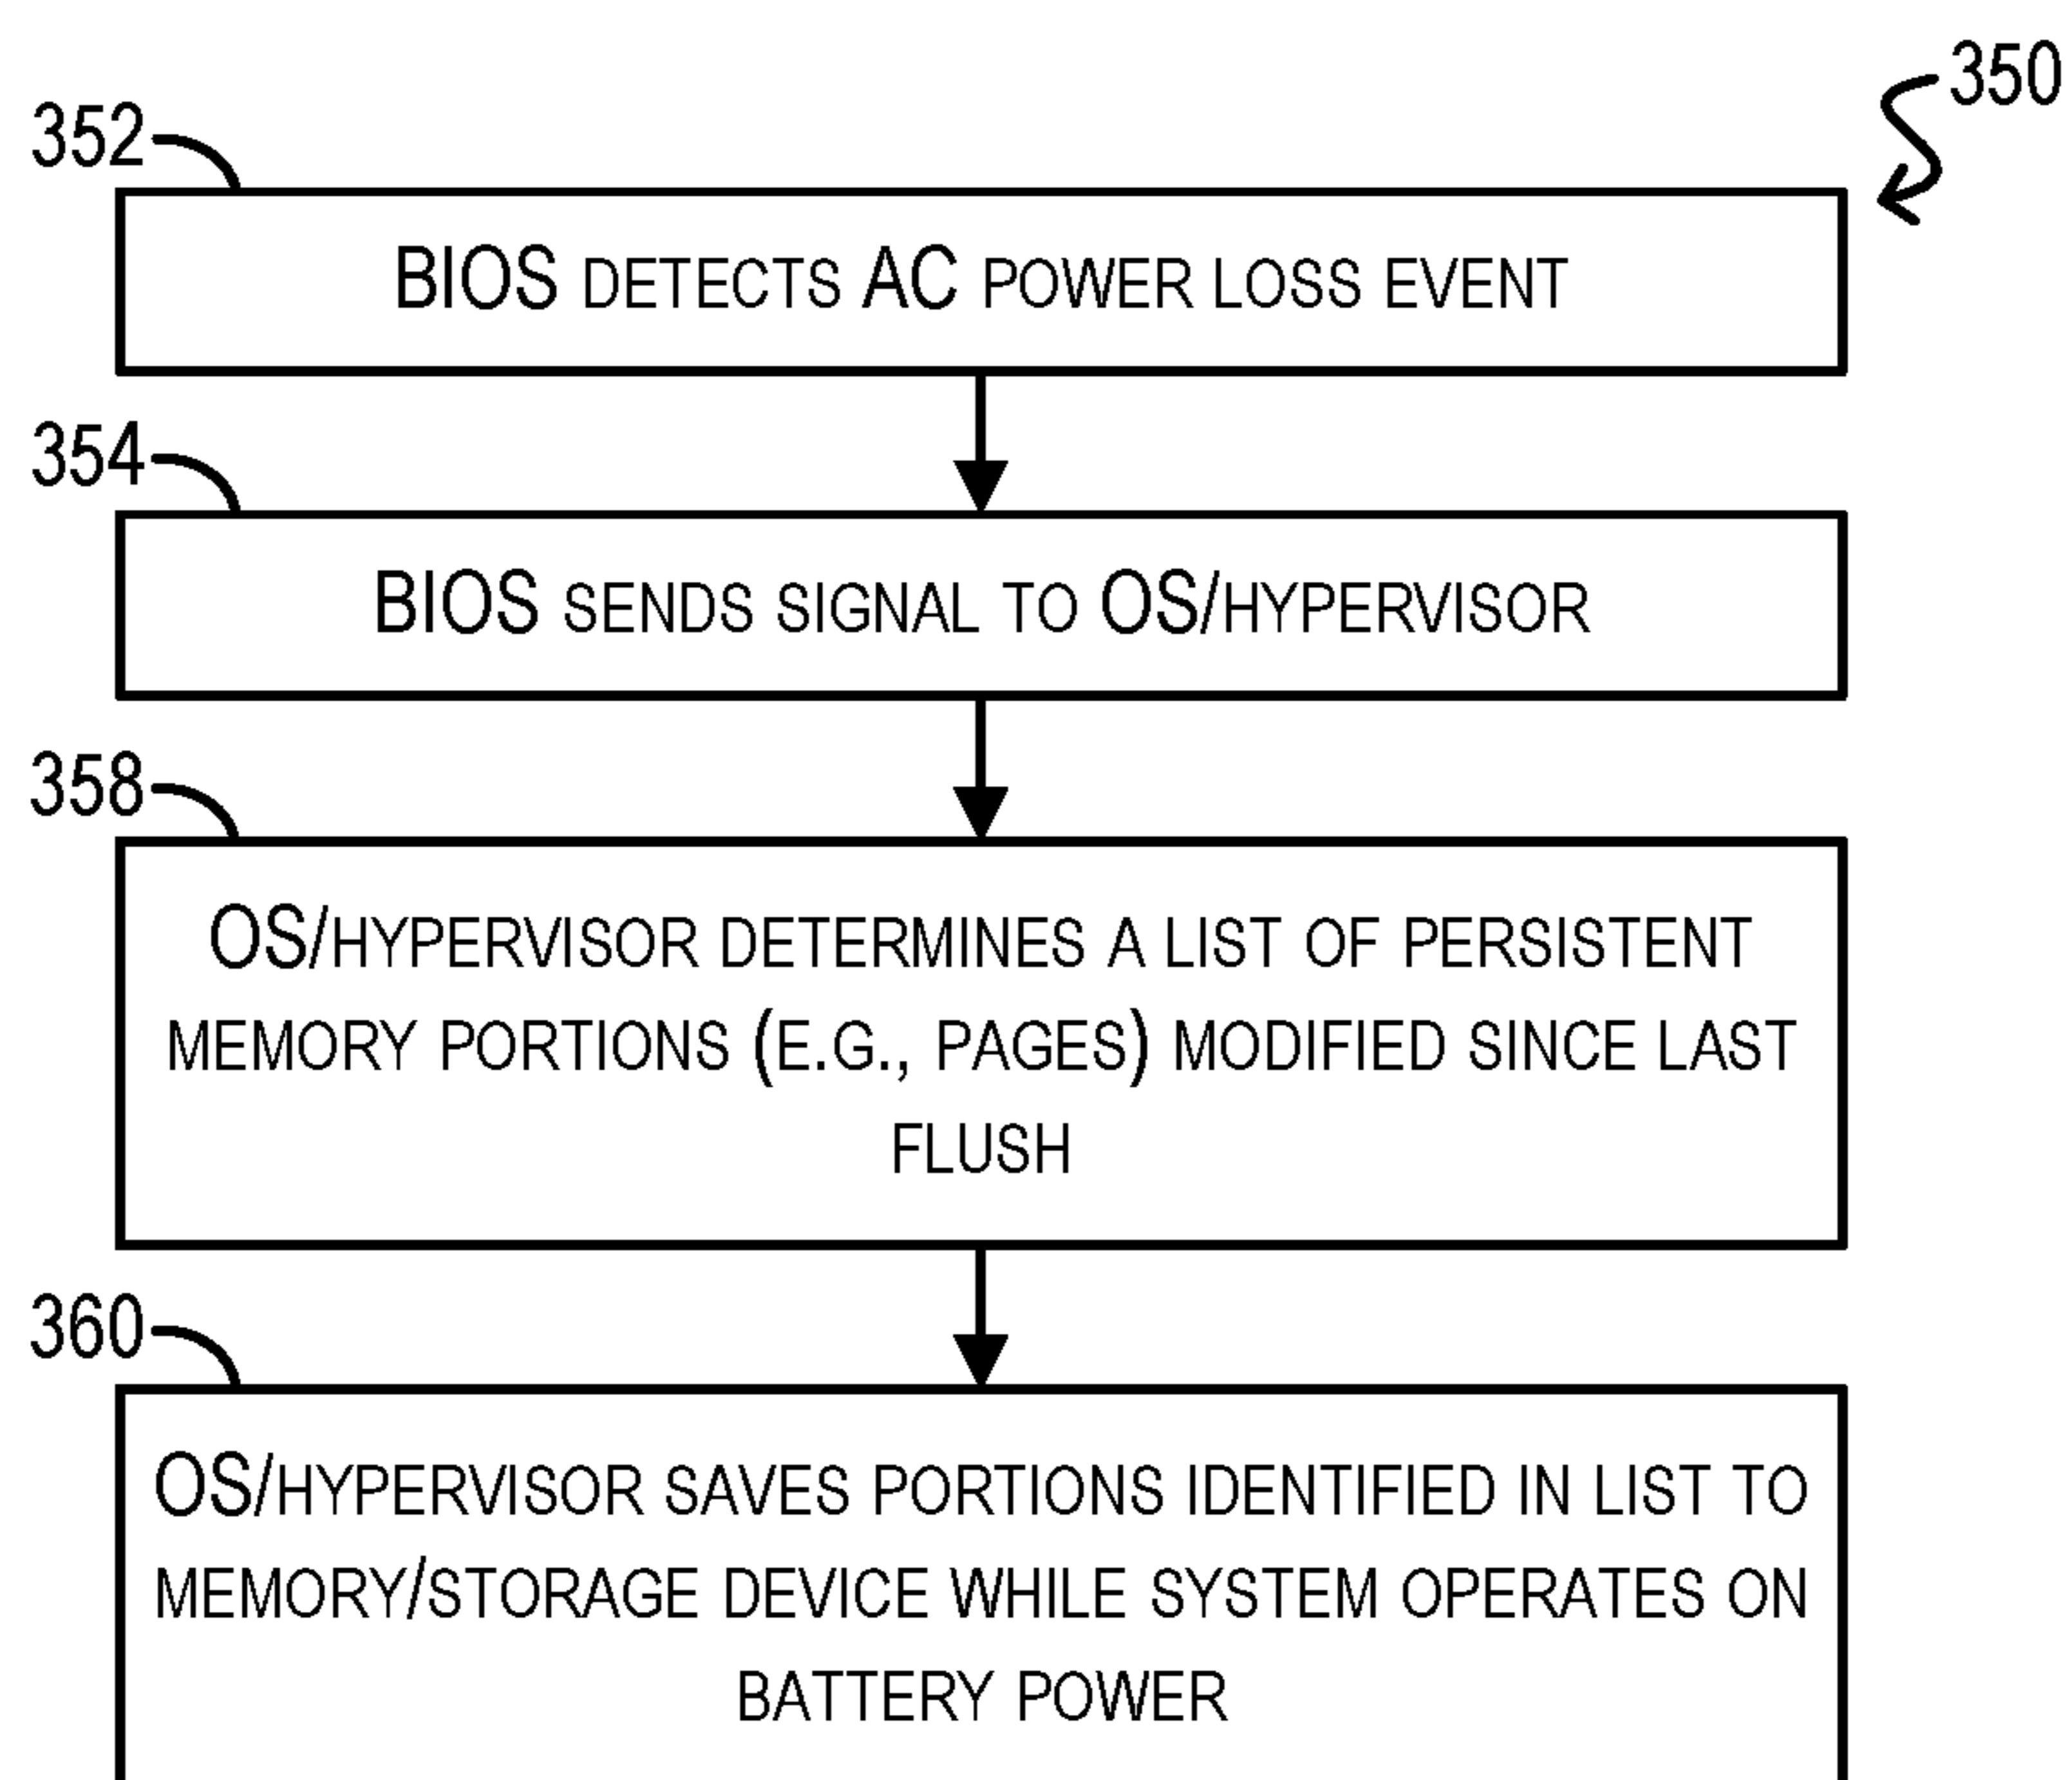 350
352
BIOS DETECTS AC POWER LOSS EVENT
354
BIOS SENDS SIGNAL TO OS/HYPERVISOR
358
OS/HYPERVISOR DETERMINES A LIST OF PERSISTENT
MEMORY PORTIONS (E.G., PAGES) MODIFIED SINCE LAST
FLUSH
360
OS/HYPERVISOR SAVES PORTIONS IDENTIFIED IN LIST TO
MEMORY/STORAGE DEVICE WHILE SYSTEM OPERATES ON
BATTERY POWER